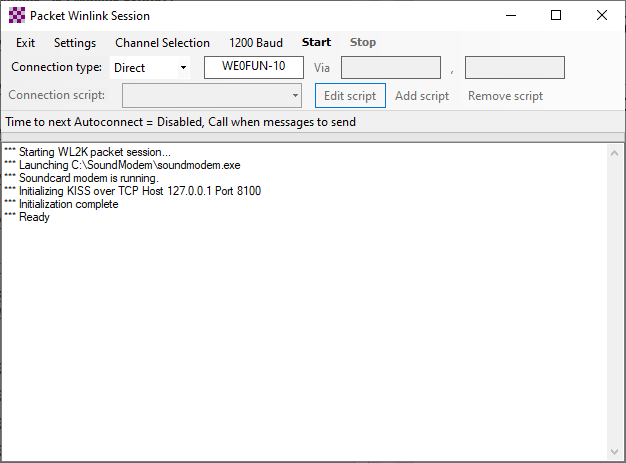 Packet Winlink Session
Exit Settings Channel Selection 1200 Baud Start Stop
Connection type: Direct WE0FUN-10 Via ,
Connection script: Edit script Add script Remove script
Time to next Autoconnect = Disabled, Call when messages to send
*** Starting WL2K packet session...
*** Launching C:\SoundModem\soundmodem.exe
*** Soundcard modem is running.
*** Initializing KISS over TCP Host 127.0.0.1 Port 8100
*** Initialization complete
*** Ready